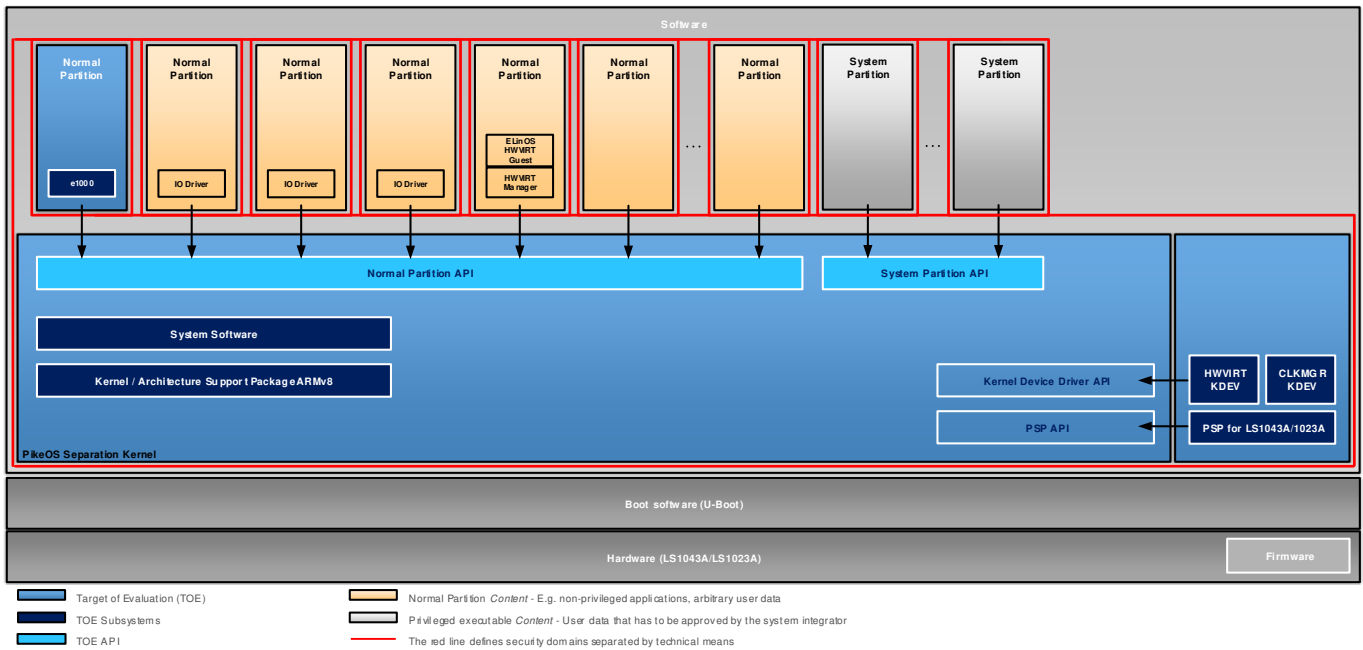 Software
Normal
Partition
e1000
Normal
Partition
IO Driver
Normal
Partition
IO Driver
Normal
Partition
IO Driver
Normal
Partition
ELinOS
HWVIRT
Guest
HWVIRT
Manager
Normal
Partition
...
Normal
Partition
System
Partition
...
System
Partition
Normal Partition API
System Partition API
System Software
Kernel / Architecture Support Package ARMv8
Kernel Device Driver API
PSP API
HWVIRT
KDEV
CLKMGR
KDEV
PSP for LS1043A/1023A
PikeOS Separation Kernel
Boot software (U-Boot)
Hardware (LS1043A/LS1023A)
Firmware
Target of Evaluation (TOE)
TOE Subsystems
TOE API
Normal Partition Content - E.g. non-privileged applications, arbitrary user data
Privileged executable Content - User data that has to be approved by the system integrator
The red line defines security domains separated by technical means